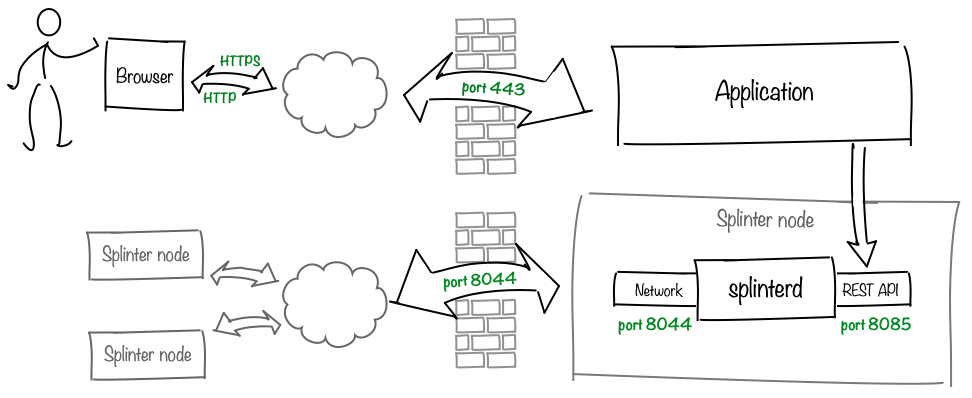 HTTPS
Browser
HTTP
port 443
Application
Splinter node
Splinter node
port 8044
Network
splinterd
REST API
port 8044
port 8085
Splinter node